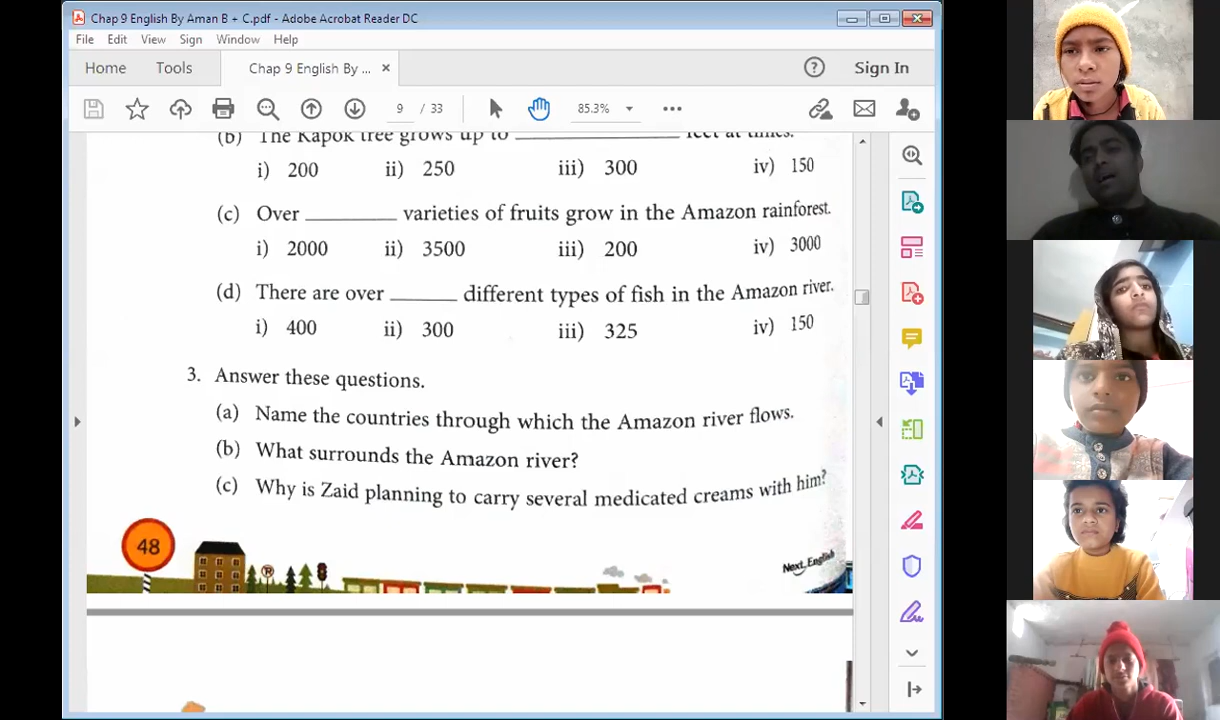 Chap 9 English By Aman B + C.pdf - Adobe Acrobat Reader DC
File Edit View Sign Window Help
Home Tools Chap 9 English By ... × ? Sign In
9 / 33 85.3%
(b) The Kapok tree grows up to __________ feet at times.
i) 200 ii) 250 iii) 300 iv) 150
(c) Over ________ varieties of fruits grow in the Amazon rainforest.
i) 2000 ii) 3500 iii) 200 iv) 3000
(d) There are over ______ different types of fish in the Amazon river.
i) 400 ii) 300 iii) 325 iv) 150
3. Answer these questions.
(a) Name the countries through which the Amazon river flows.
(b) What surrounds the Amazon river?
(c) Why is Zaid planning to carry several medicated creams with him?
48
Next English